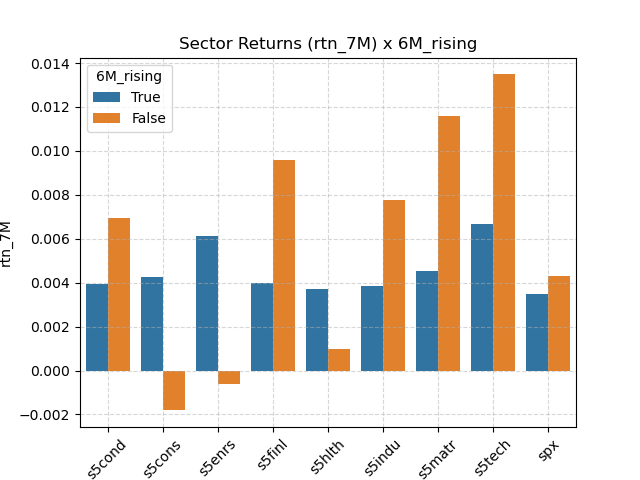 Sector Returns (rtn_7M) x 6M_rising
6M_rising
True
False
0.014
0.012
0.010
0.008
0.006
0.004
0.002
0.000
−0.002
rtn_7M
s5cond
s5cons
s5enrs
s5finl
s5hlth
s5indu
s5matr
s5tech
spx